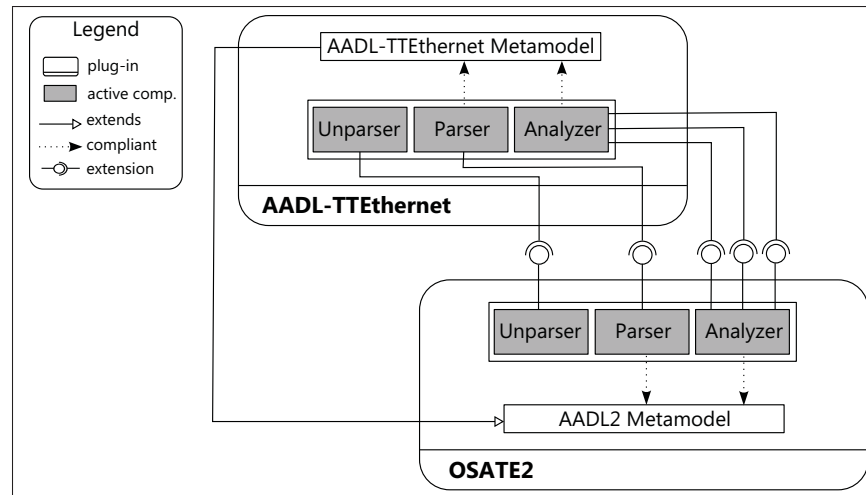 Legend
plug-in
active comp.
extends
compliant
extension
AADL-TTEthernet Metamodel
Unparser Parser Analyzer
AADL-TTEthernet
Unparser Parser Analyzer
AADL2 Metamodel
OSATE2